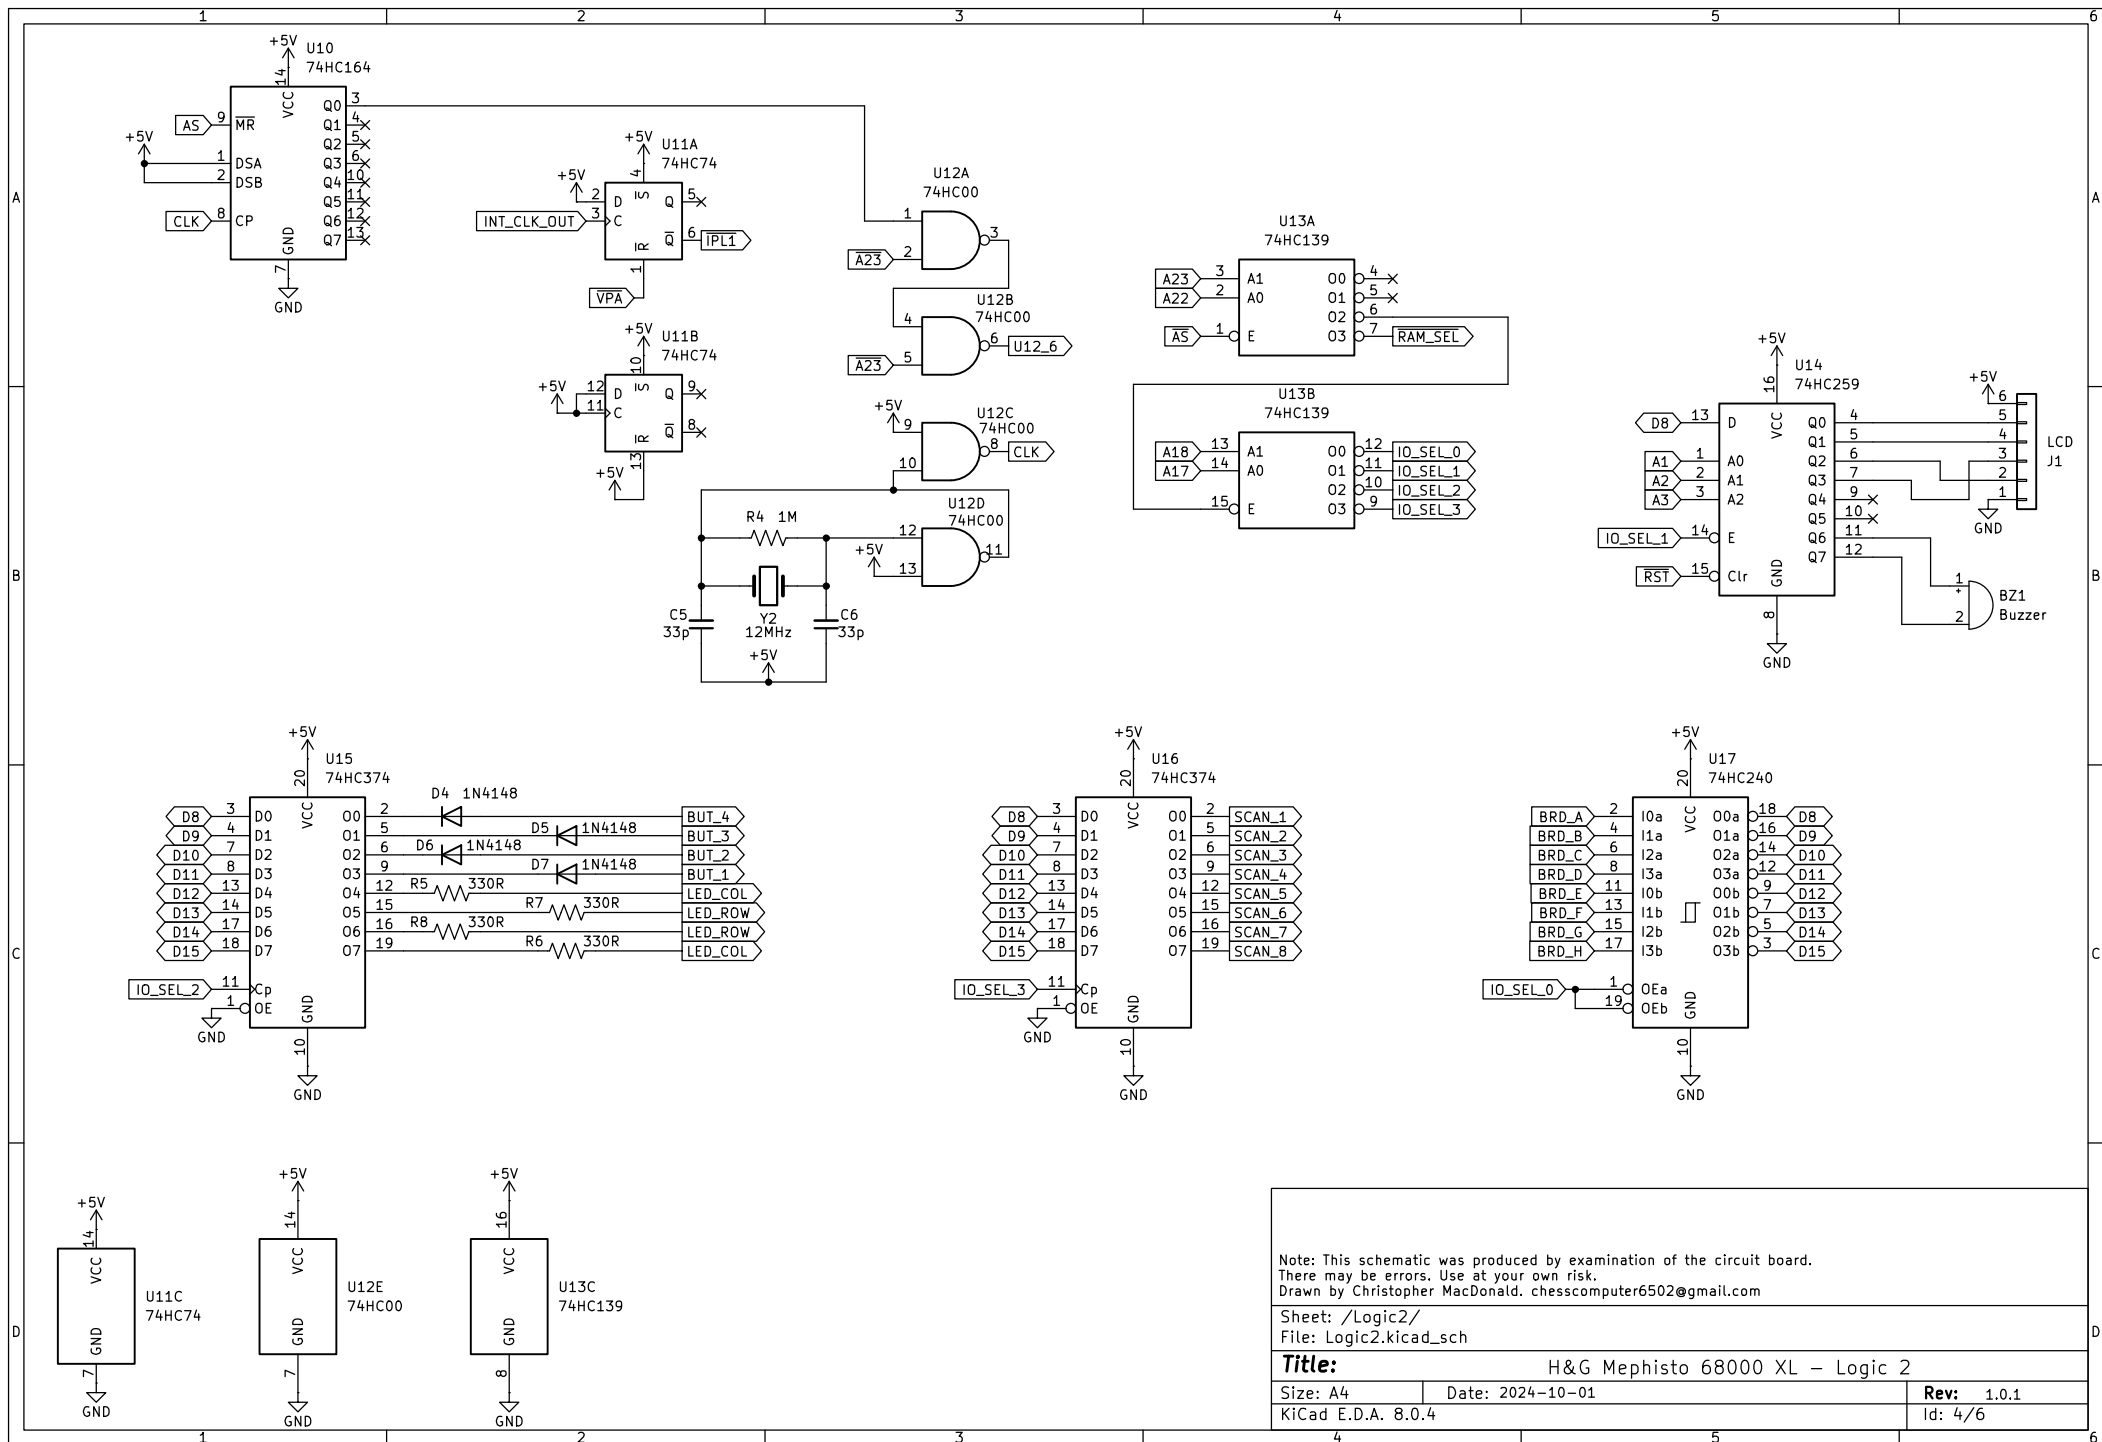 1 2 3 4 5 6
A
B
C
D
+5V
U10
74HC164
14
VCC
AS 9 MR
+5V
1 DSA
2 DSB
CLK 8 CP
Q0 3
Q1 4
Q2 5
Q3 6
Q4 10
Q5 11
Q6 12
Q7 13
GND
7
GND
+5V
U11A
74HC74
4
+5V
2 D S Q 5
INT_CLK_OUT 3 C
R Q 6 IPL1
1
VPA
+5V
U11B
74HC74
10
+5V
12 D S Q 9
11 C
R Q 8
13
+5V
U12A
74HC00
1
A23 2
3
U12B
74HC00
4
A23 5
6 U12_6
+5V
U12C
74HC00
9
10
8 CLK
U12D
74HC00
R4 1M
12
+5V
13
11
C5
33p
Y2
12MHz
C6
33p
+5V
U13A
74HC139
A23 3 A1
A22 2 A0
AS 1 E
O0 4
O1 5
O2 6
O3 7 RAM_SEL
U13B
74HC139
A18 13 A1
A17 14 A0
15 E
O0 12 IO_SEL_0
O1 11 IO_SEL_1
O2 10 IO_SEL_2
O3 9 IO_SEL_3
+5V
U14
74HC259
16
VCC
D8 13 D
A1 1 A0
A2 2 A1
A3 3 A2
IO_SEL_1 14 E
RST 15 Clr
Q0 4
Q1 5
Q2 6
Q3 7
Q4 9
Q5 10
Q6 11
Q7 12
GND
8
GND
+5V
6
5
4
3
2
1
LCD
J1
GND
1
+
2
BZ1
Buzzer
+5V
U15
74HC374
20
VCC
D8 3 D0
D9 4 D1
D10 7 D2
D11 8 D3
D12 13 D4
D13 14 D5
D14 17 D6
D15 18 D7
IO_SEL_2 11 Cp
1 OE
GND
O0 2 D4 1N4148 BUT_4
O1 5 D5 1N4148 BUT_3
O2 6 D6 1N4148 BUT_2
O3 9 D7 1N4148 BUT_1
O4 12 R5 330R LED_COL
O5 15 R7 330R LED_ROW
O6 16 R8 330R LED_ROW
O7 19 R6 330R LED_COL
GND
10
GND
+5V
U16
74HC374
20
VCC
D8 3 D0
D9 4 D1
D10 7 D2
D11 8 D3
D12 13 D4
D13 14 D5
D14 17 D6
D15 18 D7
IO_SEL_3 11 Cp
1 OE
GND
O0 2 SCAN_1
O1 5 SCAN_2
O2 6 SCAN_3
O3 9 SCAN_4
O4 12 SCAN_5
O5 15 SCAN_6
O6 16 SCAN_7
O7 19 SCAN_8
GND
10
GND
+5V
U17
74HC240
20
VCC
BRD_A 2 I0a
BRD_B 4 I1a
BRD_C 6 I2a
BRD_D 8 I3a
BRD_E 11 I0b
BRD_F 13 I1b
BRD_G 15 I2b
BRD_H 17 I3b
IO_SEL_0 1 OEa
19 OEb
O0a 18 D8
O1a 16 D9
O2a 14 D10
O3a 12 D11
O0b 9 D12
O1b 7 D13
O2b 5 D14
O3b 3 D15
GND
10
GND
+5V
14
VCC
GND
7
GND
U11C
74HC74
+5V
14
VCC
GND
7
GND
U12E
74HC00
+5V
16
VCC
GND
8
GND
U13C
74HC139
Note: This schematic was produced by examination of the circuit board.
There may be errors. Use at your own risk.
Drawn by Christopher MacDonald. chesscomputer6502@gmail.com
Sheet: /Logic2/
File: Logic2.kicad_sch
Title: H&G Mephisto 68000 XL – Logic 2
Size: A4 Date: 2024-10-01 Rev: 1.0.1
KiCad E.D.A. 8.0.4 Id: 4/6
A
B
C
D
1 2 3 4 5 6